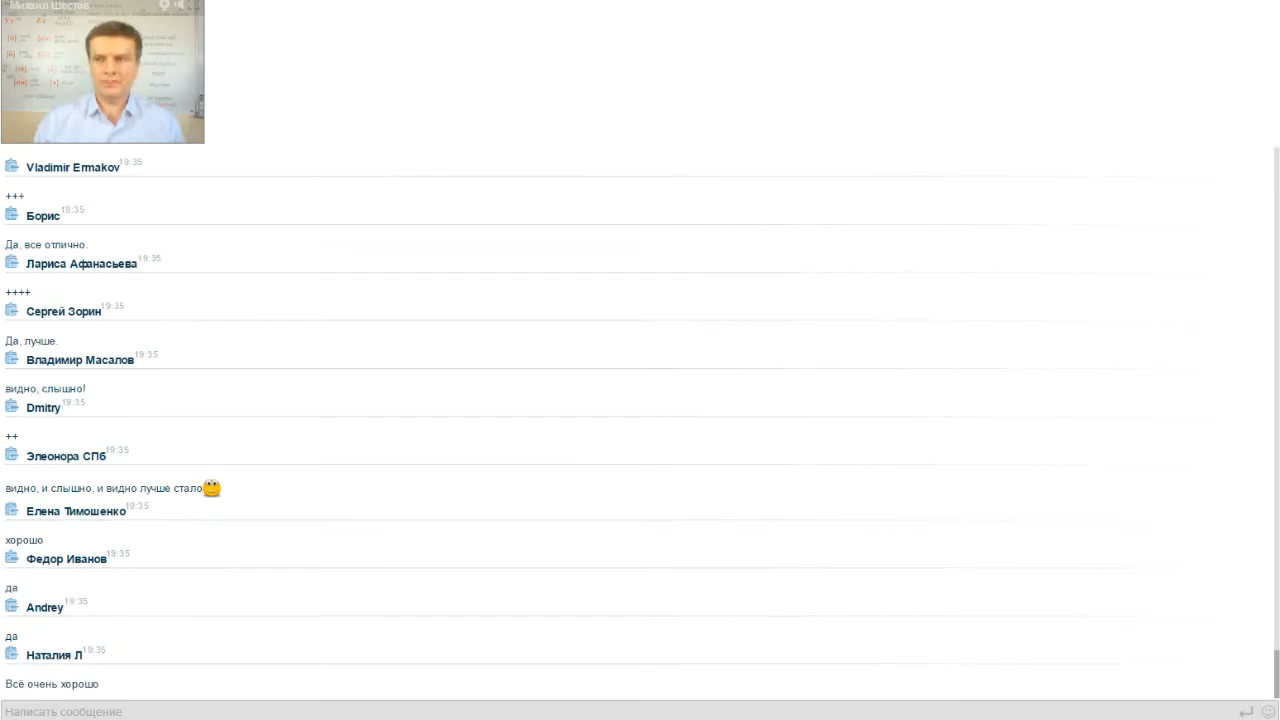 Михаил Шестов
Vladimir Ermakov 19:35
+++
Борис 19:35
Да, все отлично.
Лариса Афанасьева 19:35
++++
Сергей Зорин 19:35
Да, лучше.
Владимир Масалов 19:35
видно, слышно!
Dmitry 19:35
++
Элеонора СПб 19:35
видно, и слышно, и видно лучше стало
Елена Тимошенко 19:35
хорошо
Федор Иванов 19:35
да
Andrey 19:35
да
Наталия Л 19:35
Всё очень хорошо
Написать сообщение